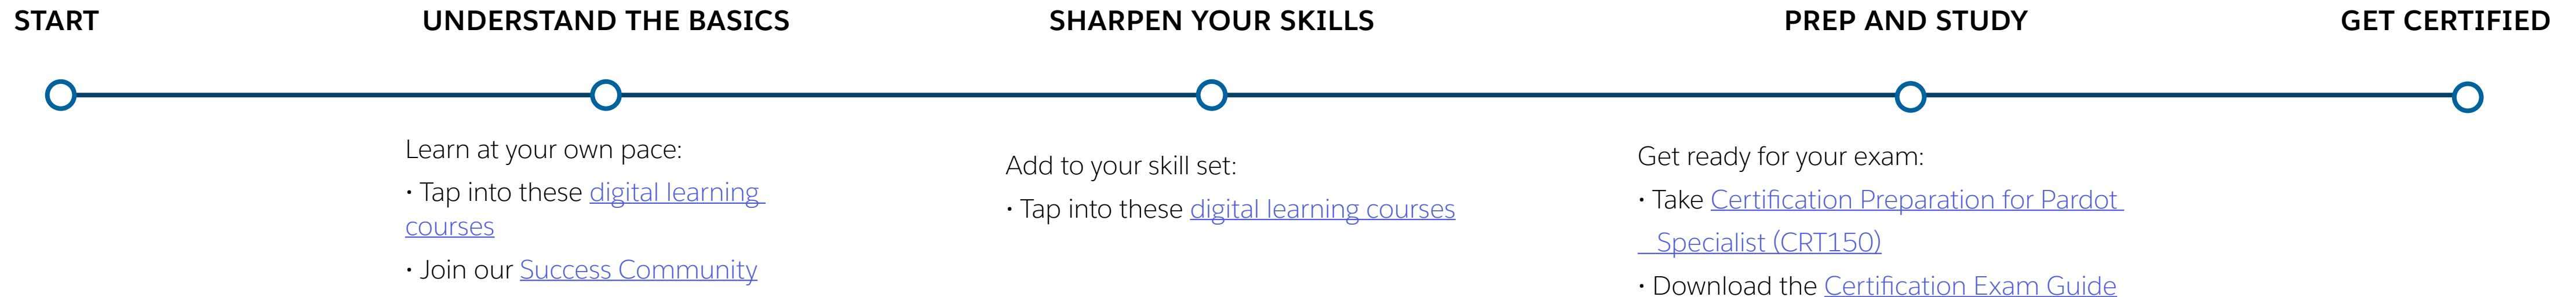 START
UNDERSTAND THE BASICS
SHARPEN YOUR SKILLS
PREP AND STUDY
GET CERTIFIED
Learn at your own pace:
• Tap into these digital learning
courses
• Join our Success Community
Add to your skill set:
• Tap into these digital learning courses
Get ready for your exam:
• Take Certification Preparation for Pardot
Specialist (CRT150)
• Download the Certification Exam Guide